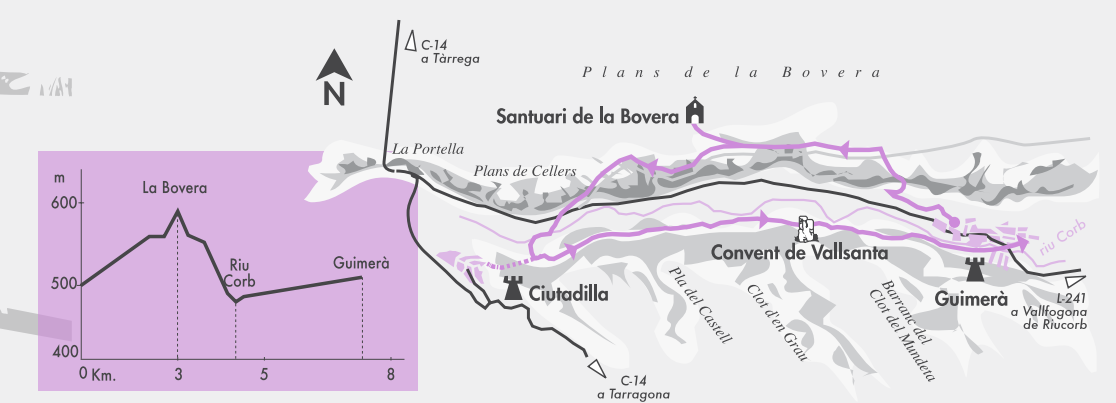 C-14
a Tàrrega
N
Plans de la Bovera
Santuari de la Bovera
La Portella
Plans de Cellers
m
600
500
400
La Bovera
Riu
Corb
Guimerà
0 Km. 3 5 8
Ciutadilla
Convent de Vallsanta
Guimerà
riu Corb
Pla del Castell
Clot d'en Grau
Barranc del
Clot del Mundeta
L-241
a Vallfogona
de Riucorb
C-14
a Tarragona